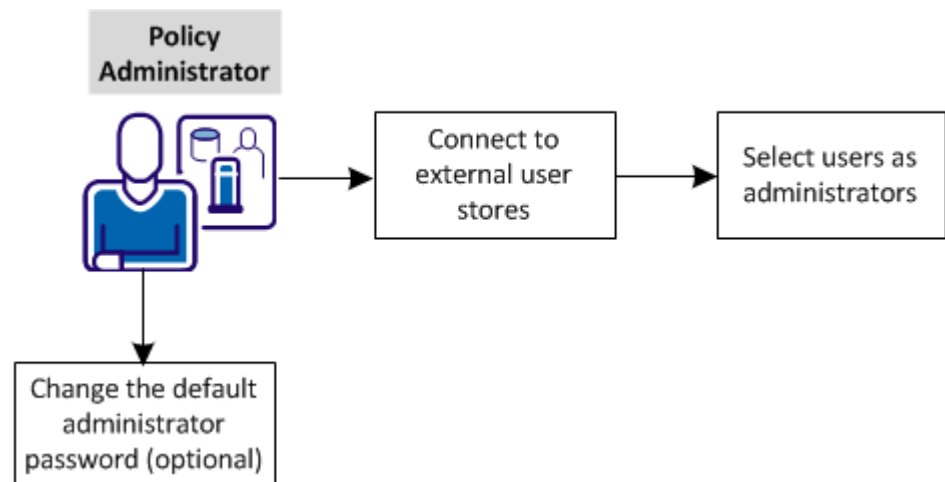 Policy
Administrator
Connect to
external user
stores
Select users as
administrators
Change the default
administrator
password (optional)